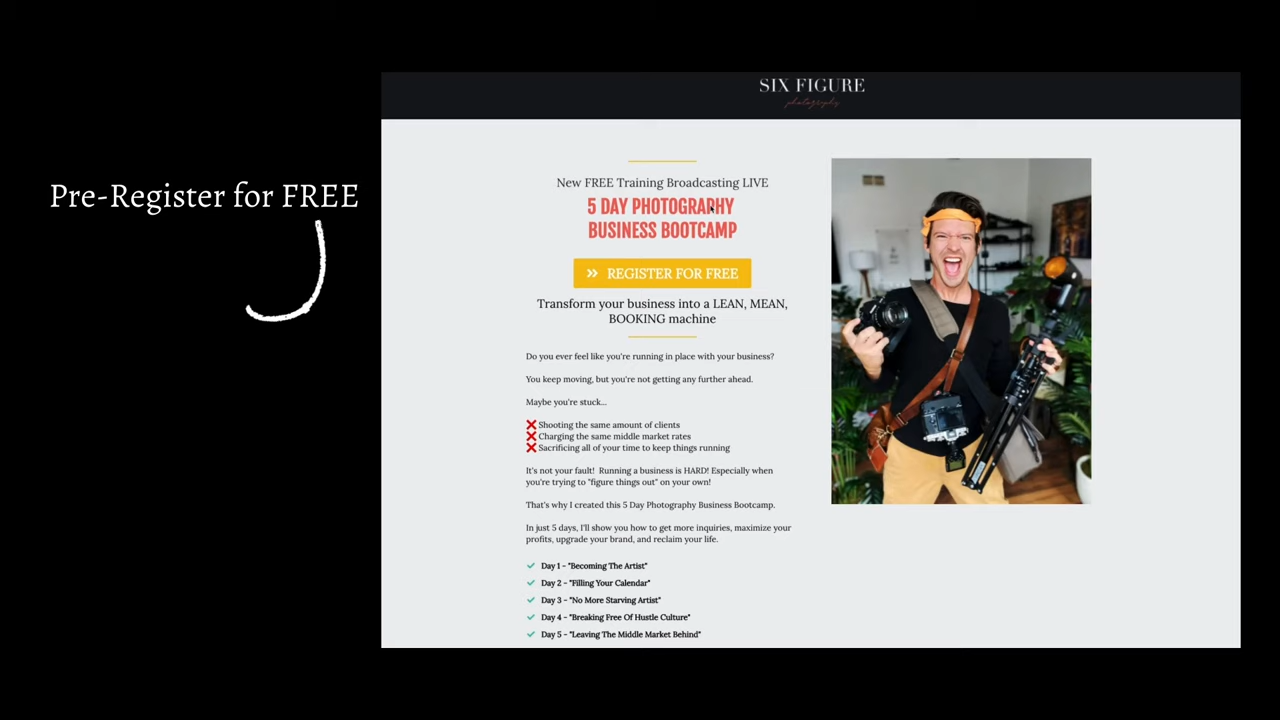 Pre-Register for FREE
SIX FIGURE
photography
New FREE Training Broadcasting LIVE
5 DAY PHOTOGRAPHY
BUSINESS BOOTCAMP
REGISTER FOR FREE
Transform your business into a LEAN, MEAN,
BOOKING machine
Do you ever feel like you're running in place with your business?
You keep moving, but you're not getting any further ahead.
Maybe you're stuck...
❌ Shooting the same amount of clients
❌ Charging the same middle market rates
❌ Sacrificing all of your time to keep things running
It's not your fault! Running a business is HARD! Especially when
you're trying to "figure things out" on your own!
That's why I created this 5 Day Photography Business Bootcamp.
In just 5 days, I'll show you how to get more inquiries, maximize your
profits, upgrade your brand, and reclaim your life.
Day 1 - "Becoming The Artist"
Day 2 - "Filling Your Calendar"
Day 3 - "No More Starving Artist"
Day 4 - "Breaking Free Of Hustle Culture"
Day 5 - "Leaving The Middle Market Behind"